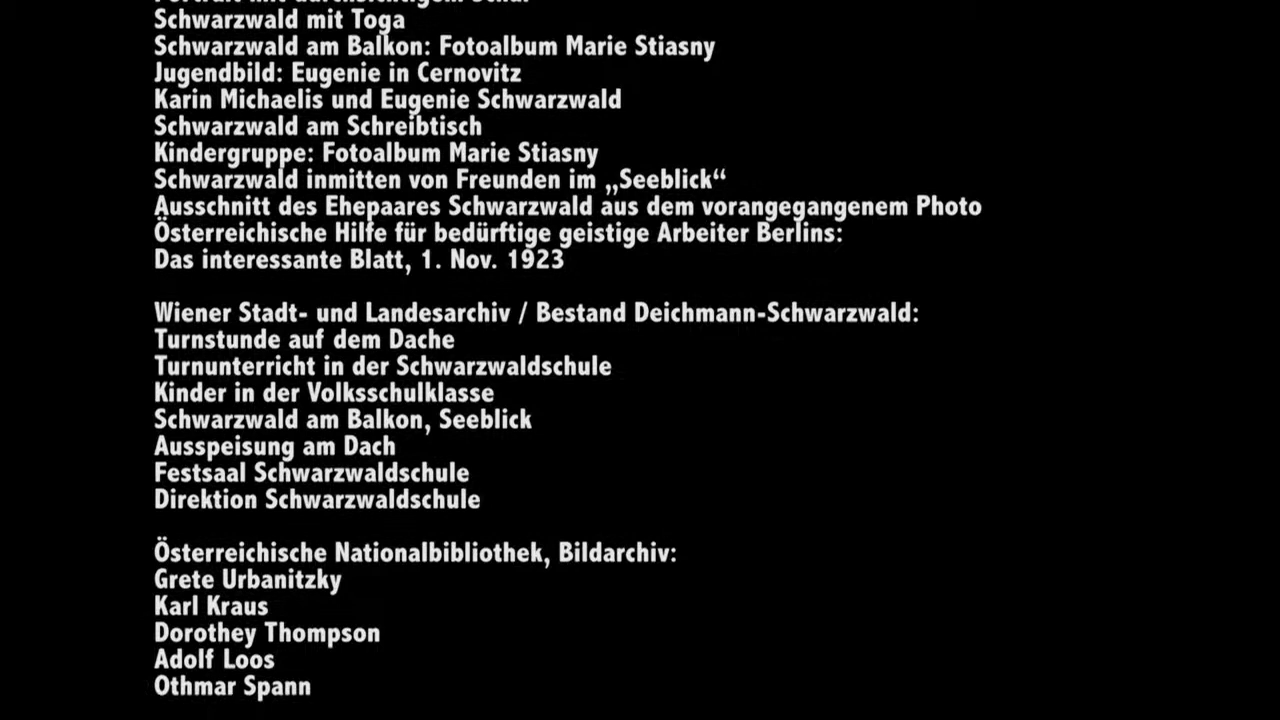 Schwarzwald mit Toga
Schwarzwald am Balkon: Fotoalbum Marie Stiasny
Jugendbild: Eugenie in Cernovitz
Karin Michaelis und Eugenie Schwarzwald
Schwarzwald am Schreibtisch
Kindergruppe: Fotoalbum Marie Stiasny
Schwarzwald inmitten von Freunden im „Seeblick“
Ausschnitt des Ehepaares Schwarzwald aus dem vorangegangenem Photo
Österreichische Hilfe für bedürftige geistige Arbeiter Berlins:
Das interessante Blatt, 1. Nov. 1923
Wiener Stadt- und Landesarchiv / Bestand Deichmann-Schwarzwald:
Turnstunde auf dem Dache
Turnunterricht in der Schwarzwaldschule
Kinder in der Volksschulklasse
Schwarzwald am Balkon, Seeblick
Ausspeisung am Dach
Festsaal Schwarzwaldschule
Direktion Schwarzwaldschule
Österreichische Nationalbibliothek, Bildarchiv:
Grete Urbanitzky
Karl Kraus
Dorothey Thompson
Adolf Loos
Othmar Spann